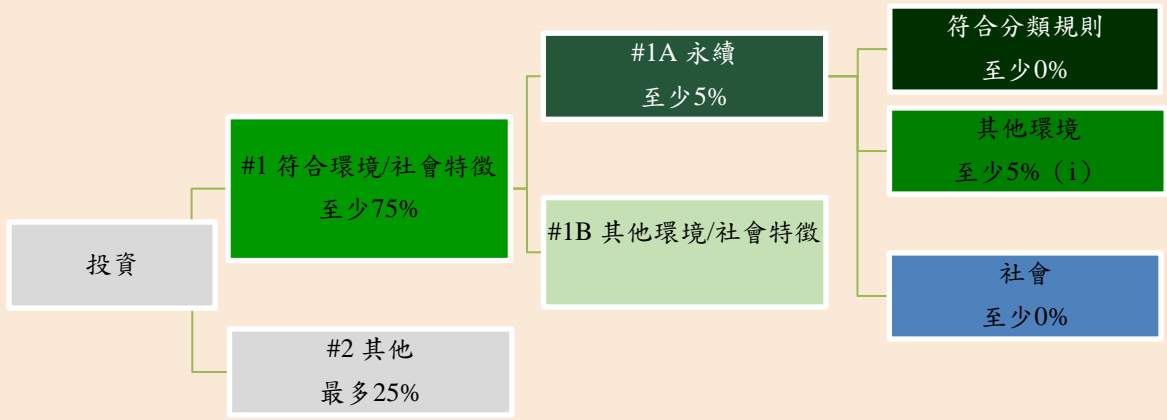 投資
#1 符合環境/社會特徵
至少75%
#2 其他
最多25%
#1A 永續
至少5%
#1B 其他環境/社會特徵
符合分類規則
至少0%
其他環境
至少5%（i）
社會
至少0%